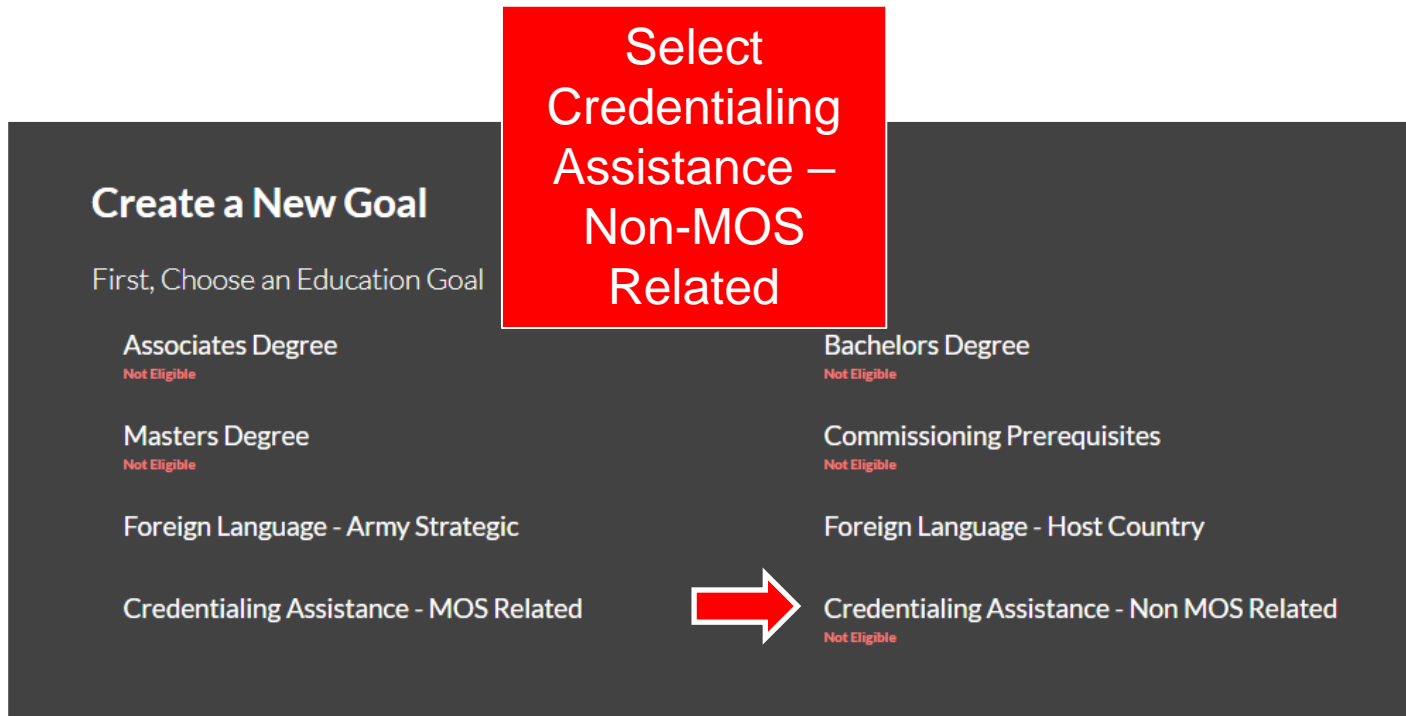 Select
Credentialing
Assistance –
Non-MOS
Related
Create a New Goal
First, Choose an Education Goal
Associates Degree
Not Eligible
Bachelors Degree
Not Eligible
Masters Degree
Not Eligible
Commissioning Prerequisites
Not Eligible
Foreign Language - Army Strategic
Foreign Language - Host Country
Credentialing Assistance - MOS Related
Credentialing Assistance - Non MOS Related
Not Eligible